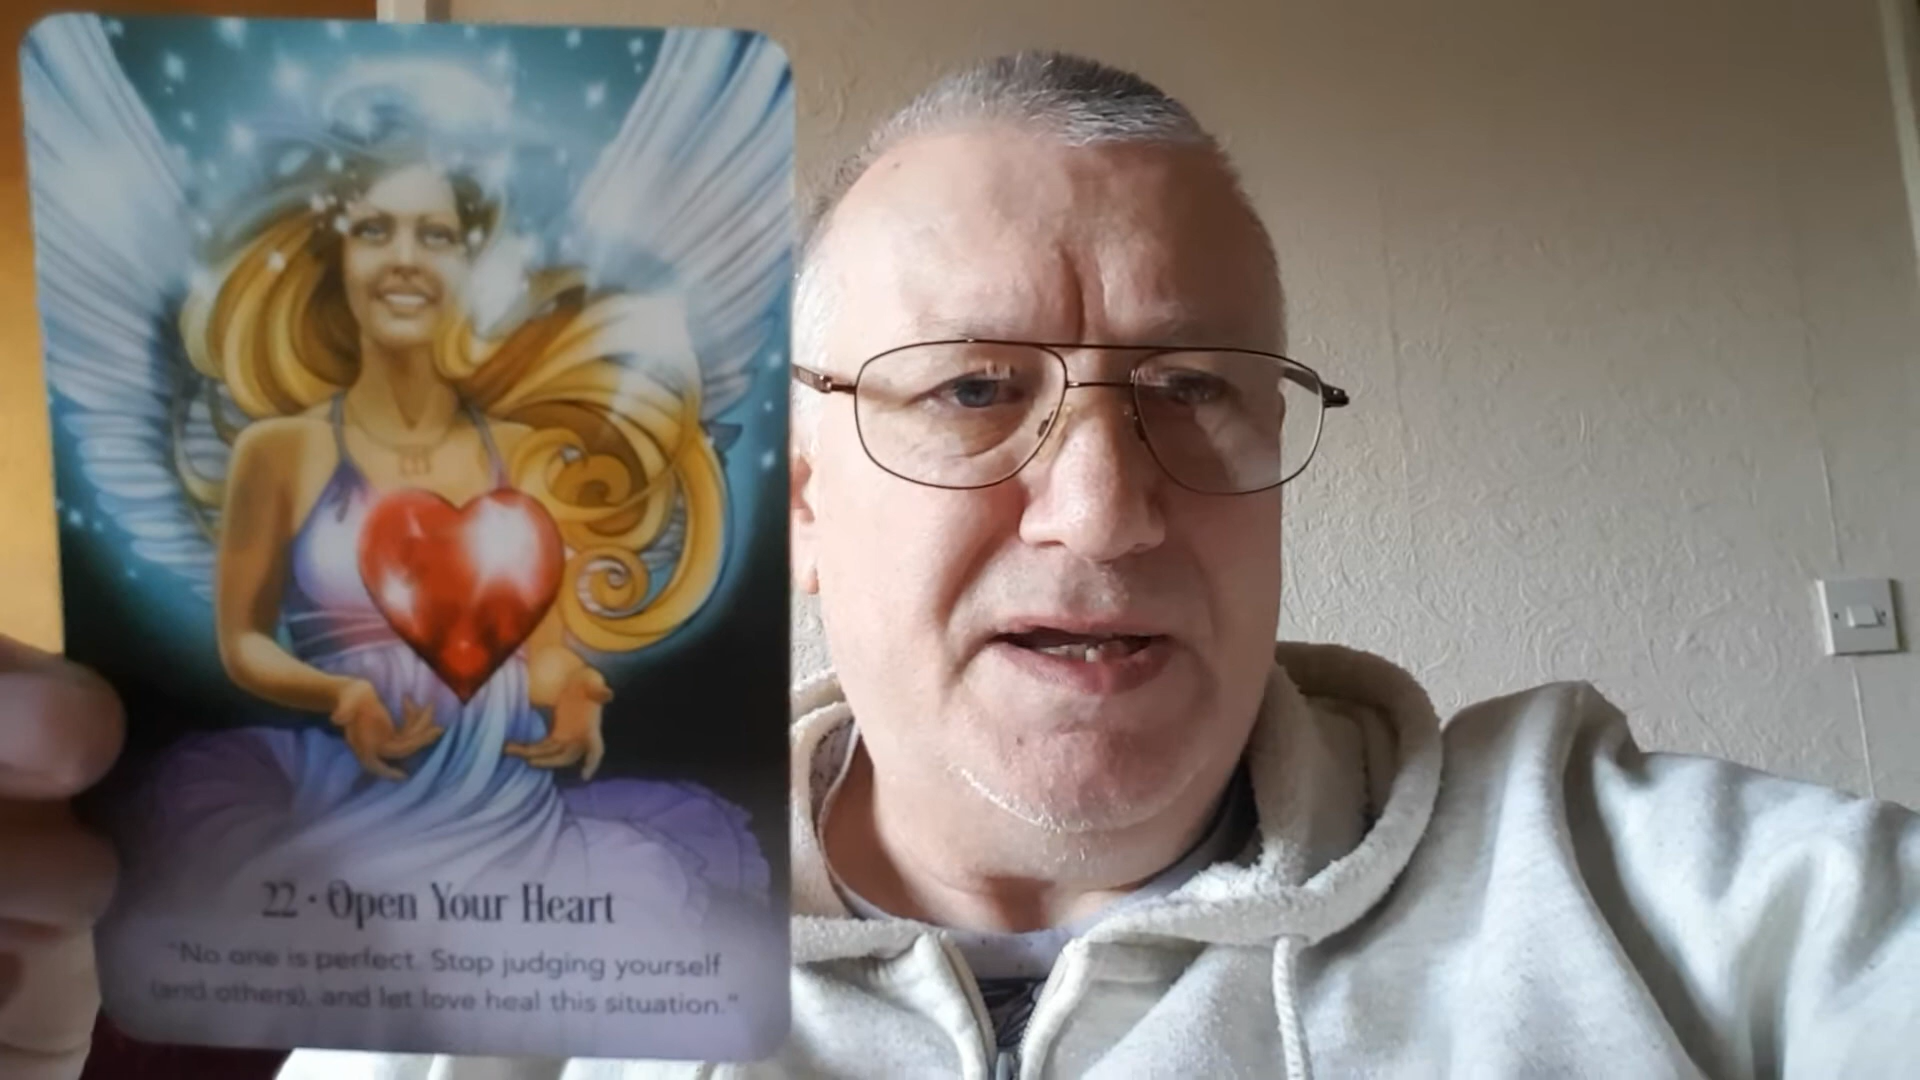 22 · Open Your Heart
"No one is perfect. Stop judging yourself
(and others), and let love heal this situation."